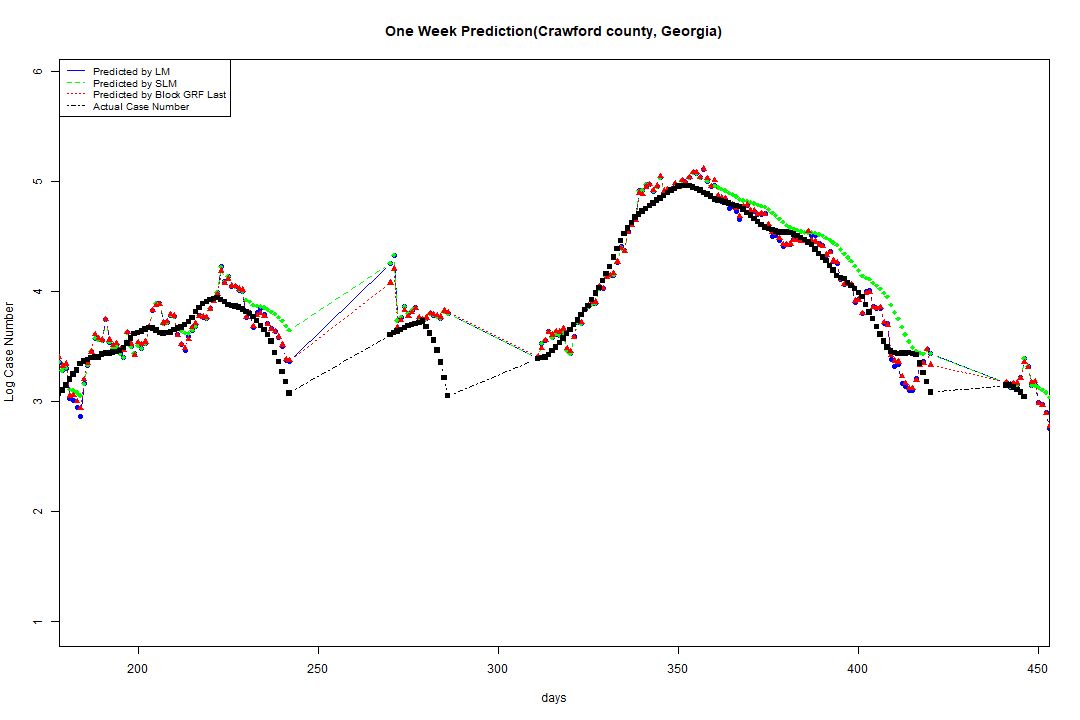 One Week Prediction(Crawford county, Georgia)
Predicted by LM
Predicted by SLM
Predicted by Block GRF Last
Actual Case Number
6
5
4
3
2
1
Log Case Number
200
250
300
350
400
450
days